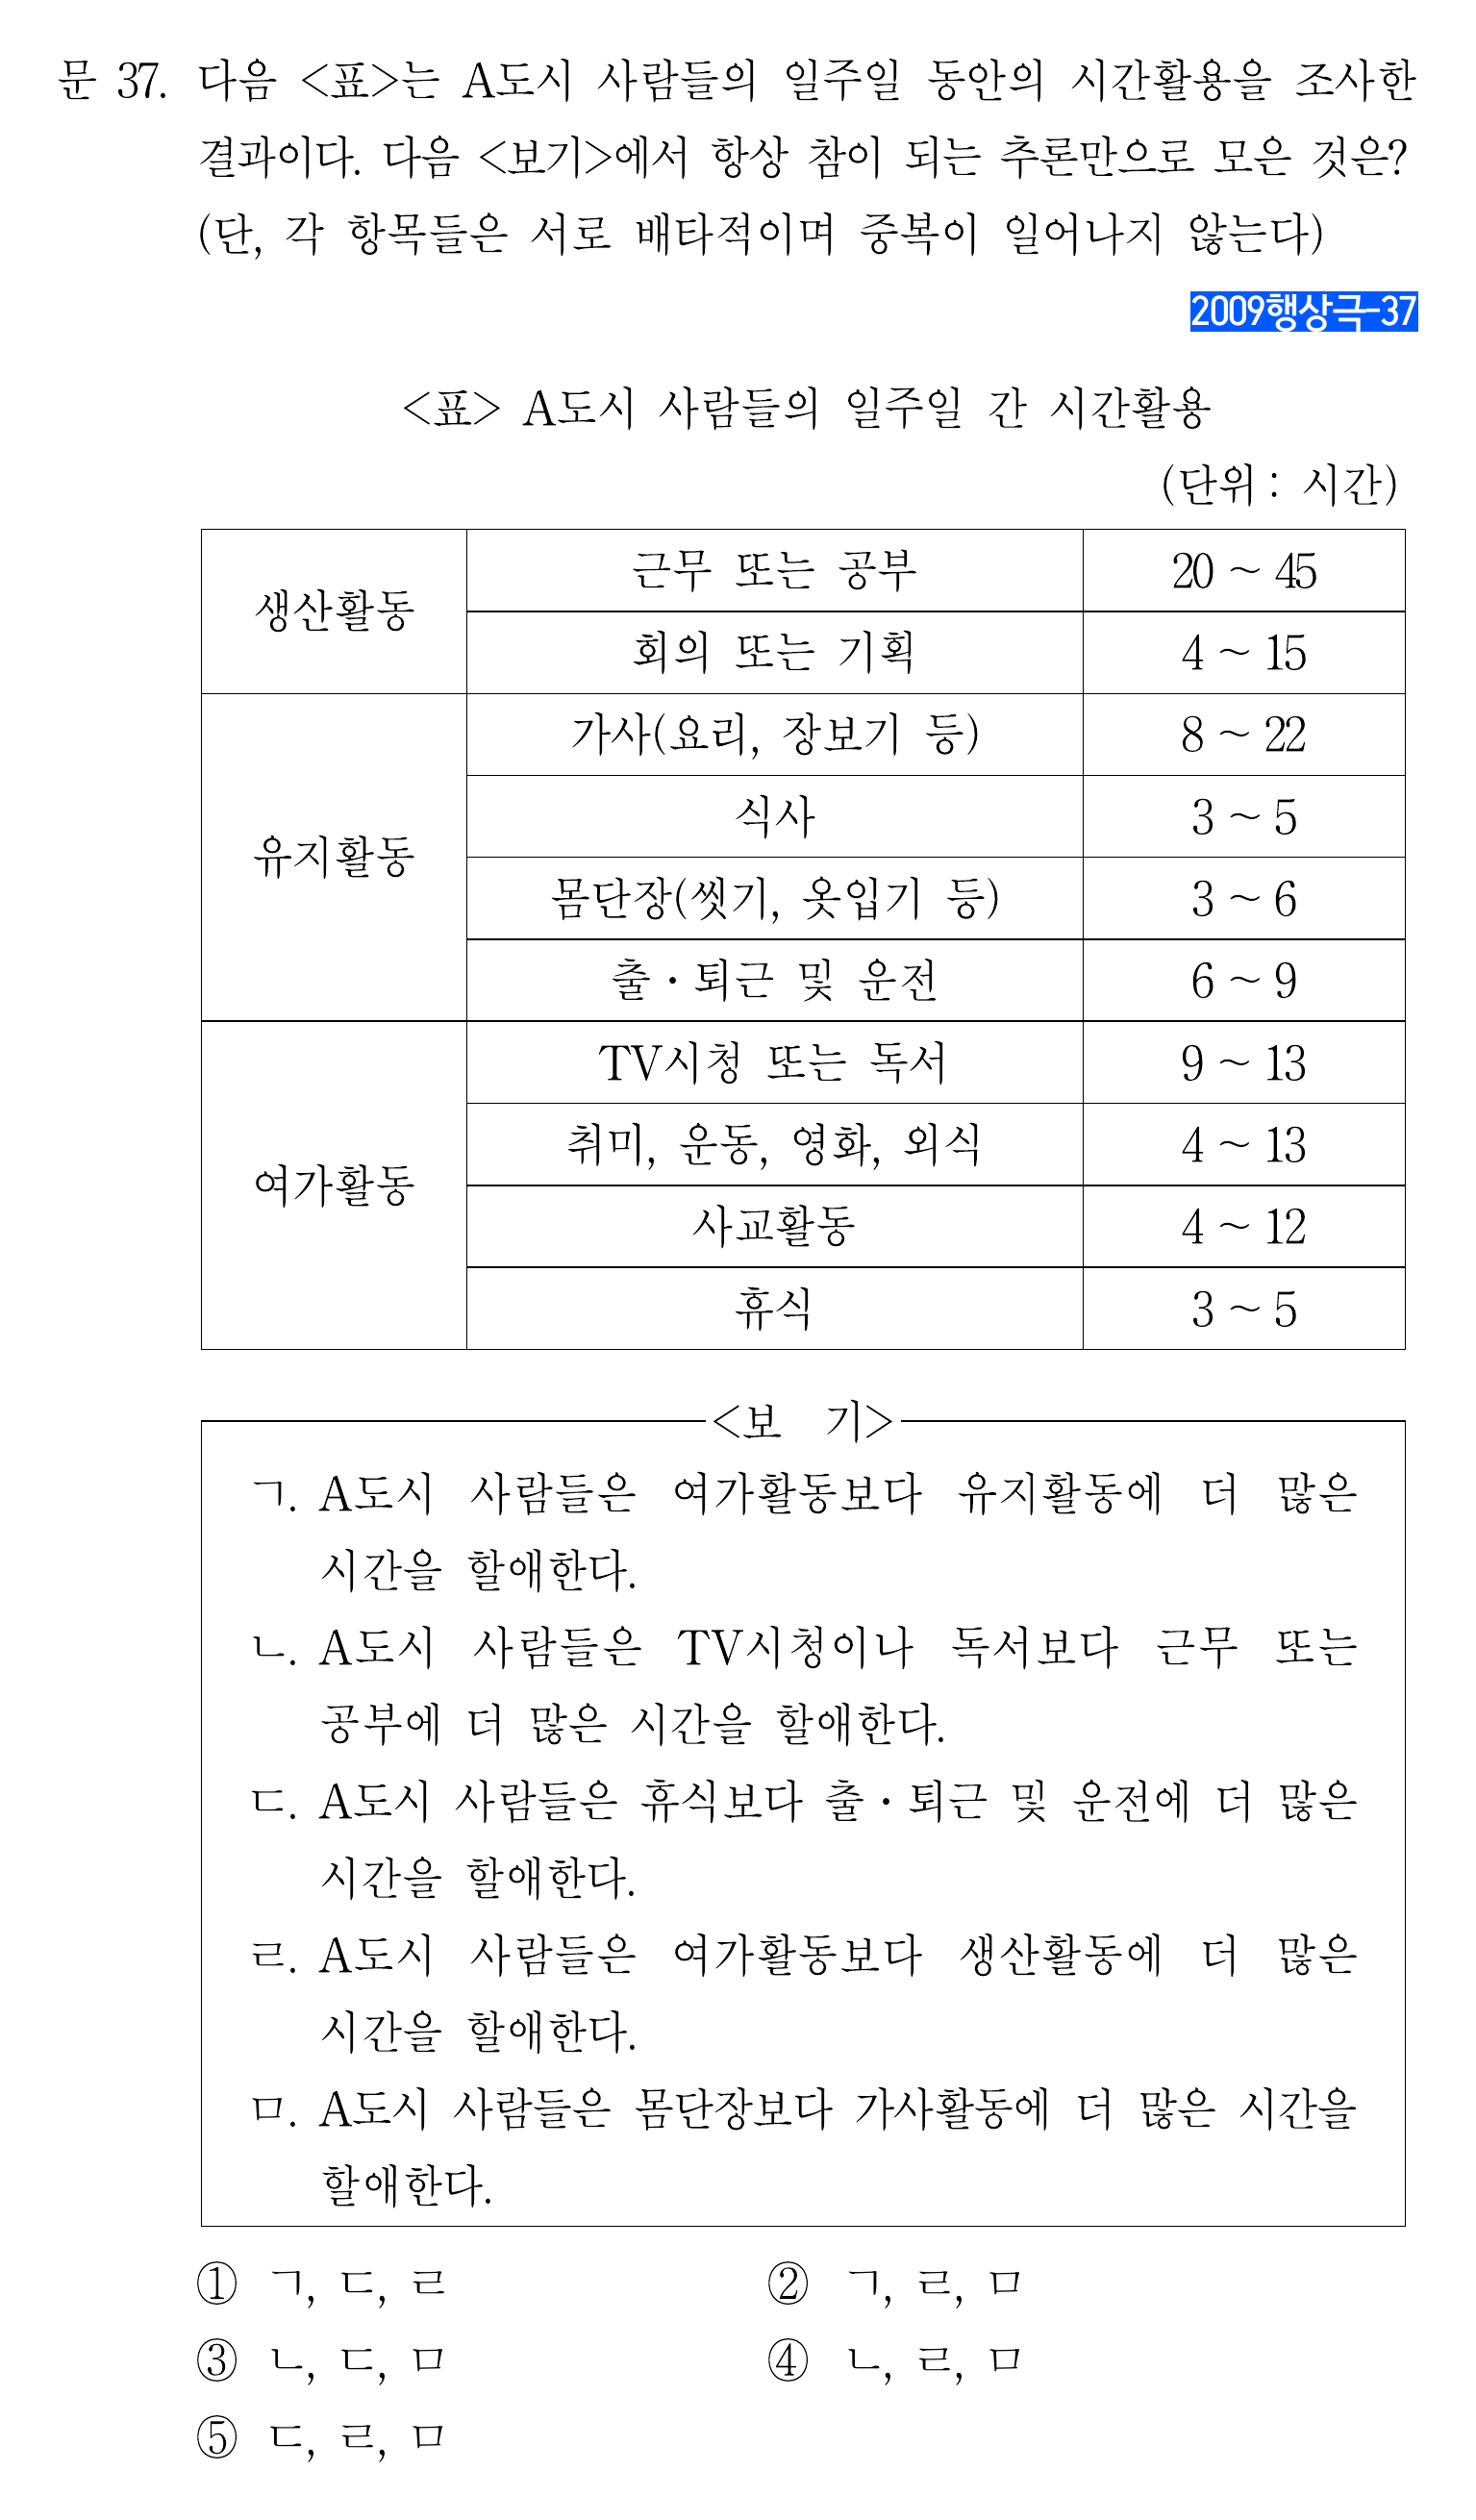 문 37. 다음 <표>는 A도시 사람들의 일주일 동안의 시간활용을 조사한
결과이다. 다음 <보기>에서 항상 참이 되는 추론만으로 모은 것은?
(단, 각 항목들은 서로 배타적이며 중복이 일어나지 않는다)
2009행상극-37
<표> A도시 사람들의 일주일 간 시간활용
(단위 : 시간)
생산활동
근무 또는 공부 20 ~ 45
회의 또는 기획 4 ~ 15
유지활동
가사(요리, 장보기 등) 8 ~ 22
식사 3 ~ 5
몸단장(씻기, 옷입기 등) 3 ~ 6
출·퇴근 및 운전 6 ~ 9
여가활동
TV시청 또는 독서 9 ~ 13
취미, 운동, 영화, 외식 4 ~ 13
사교활동 4 ~ 12
휴식 3 ~ 5
<보 기>
ㄱ. A도시 사람들은 여가활동보다 유지활동에 더 많은
시간을 할애한다.
ㄴ. A도시 사람들은 TV시청이나 독서보다 근무 또는
공부에 더 많은 시간을 할애한다.
ㄷ. A도시 사람들은 휴식보다 출·퇴근 및 운전에 더 많은
시간을 할애한다.
ㄹ. A도시 사람들은 여가활동보다 생산활동에 더 많은
시간을 할애한다.
ㅁ. A도시 사람들은 몸단장보다 가사활동에 더 많은 시간을
할애한다.
① ㄱ, ㄷ, ㄹ ② ㄱ, ㄹ, ㅁ
③ ㄴ, ㄷ, ㅁ ④ ㄴ, ㄹ, ㅁ
⑤ ㄷ, ㄹ, ㅁ